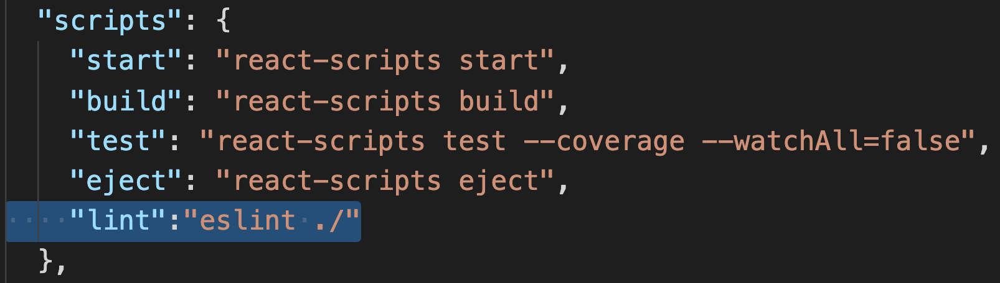 "scripts": {
"start": "react-scripts start",
"build": "react-scripts build",
"test": "react-scripts test --coverage --watchAll=false",
"eject": "react-scripts eject",
"lint":"eslint ./"
},